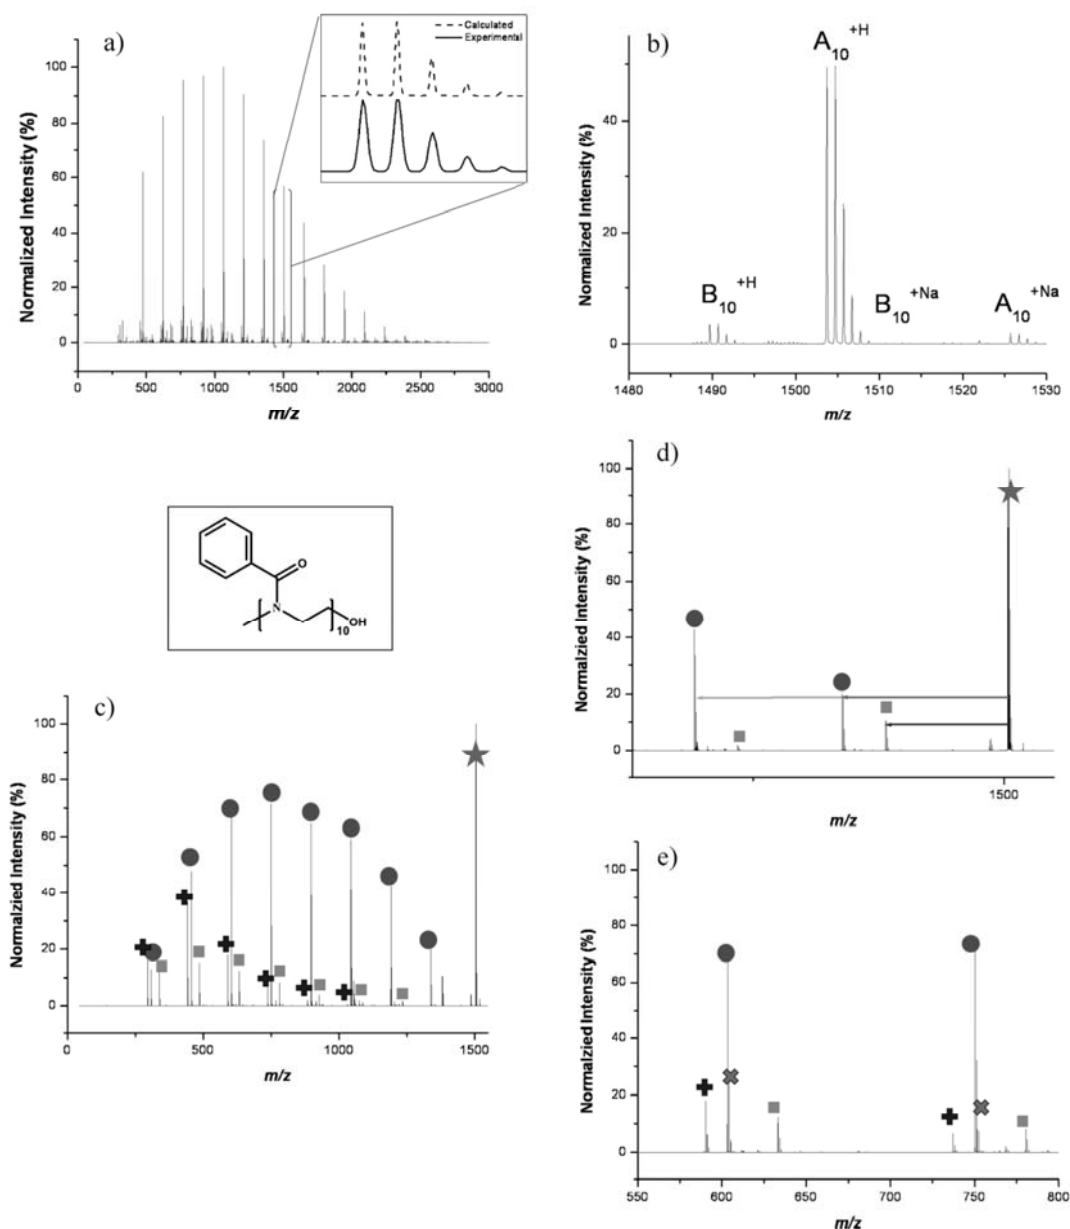 a)
Calculated
Experimental
Normalized Intensity (%)
100
80
60
40
20
0
500 1000 1500 2000 2500 3000
m/z
b)
A10+H
B10+H
B10+Na
A10+Na
Normalized Intensity (%)
40
20
0
1480 1490 1500 1510 1520 1530
m/z
O
N
10
OH
c)
Normalzied Intensity (%)
100
80
60
40
20
0
0 500 1000 1500
m/z
d)
Normalzied Intensity (%)
100
80
60
40
20
0
1500
m/z
e)
Normalzied Intensity (%)
100
80
60
40
20
0
550 600 650 700 750 800
m/z